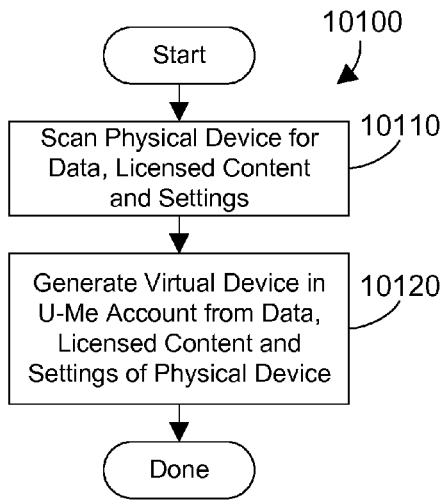 10100
Start
Scan Physical Device for
Data, Licensed Content
and Settings
10110
Generate Virtual Device in
U-Me Account from Data,
Licensed Content and
Settings of Physical Device
10120
Done